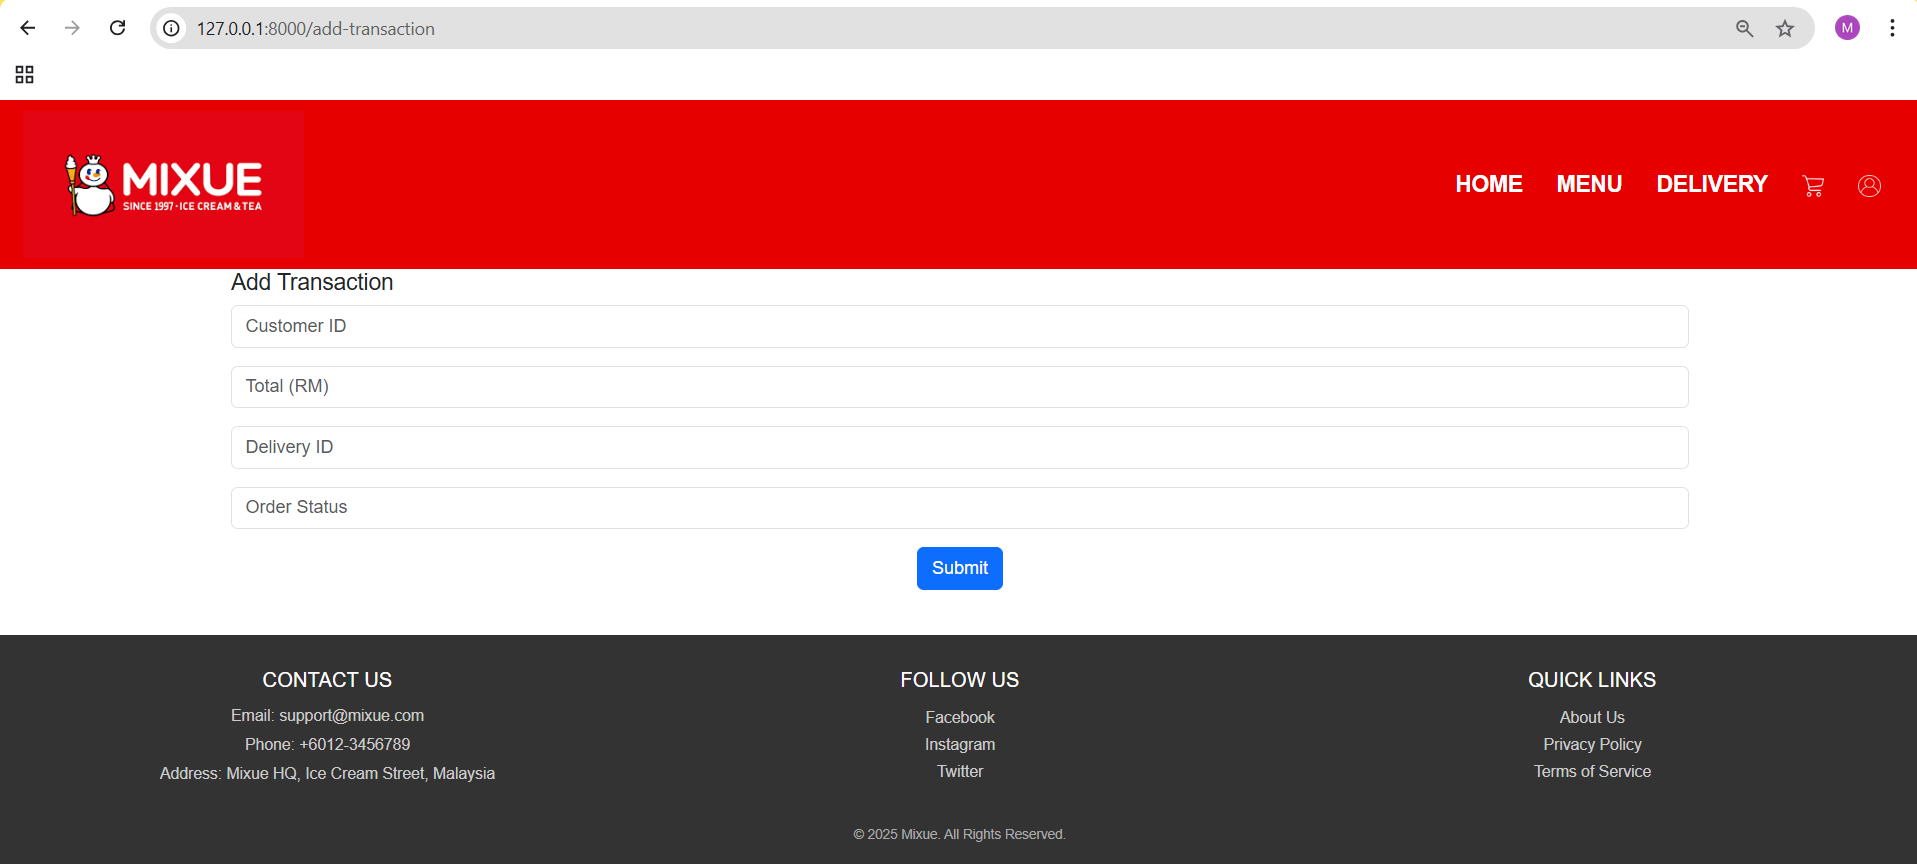 127.0.0.1:8000/add-transaction
M
MIXUE
SINCE 1997·ICE CREAM & TEA
HOME MENU DELIVERY
Add Transaction
Customer ID
Total (RM)
Delivery ID
Order Status
Submit
CONTACT US
Email: support@mixue.com
Phone: +6012-3456789
Address: Mixue HQ, Ice Cream Street, Malaysia
FOLLOW US
Facebook
Instagram
Twitter
QUICK LINKS
About Us
Privacy Policy
Terms of Service
© 2025 Mixue. All Rights Reserved.